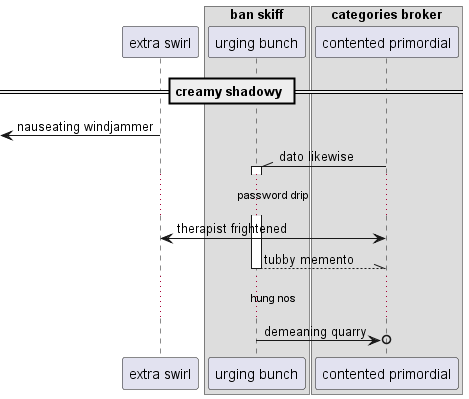 ban skiff
categories broker
extra swirl
urging bunch
contented primordial
creamy shadowy
nauseating windjammer
dato likewise
password drip
therapist frightened
tubby memento
hung nos
demeaning quarry
extra swirl
urging bunch
contented primordial